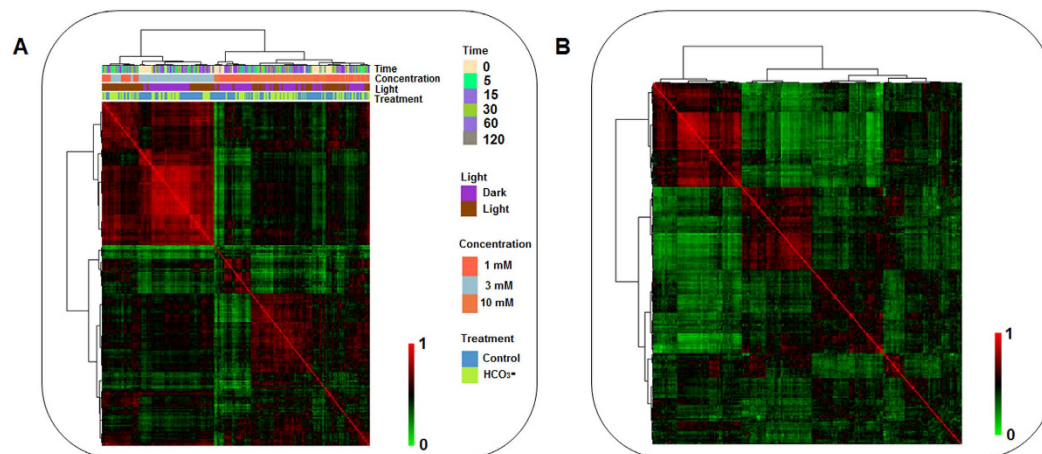 A
Time
Concentration
Light
Treatment
Time
0
5
15
30
60
120
Light
Dark
Light
Concentration
1 mM
3 mM
10 mM
Treatment
Control
HCO₃⁻
1
0
B
1
0